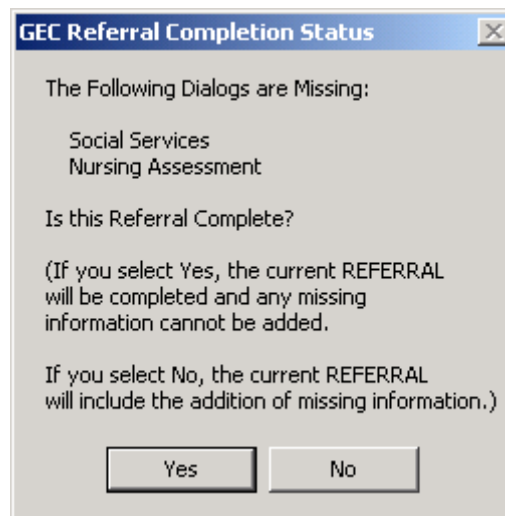 GEC Referral Completion Status
The Following Dialogs are Missing:
Social Services
Nursing Assessment
Is this Referral Complete?
(If you select Yes, the current REFERRAL
will be completed and any missing
information cannot be added.
If you select No, the current REFERRAL
will include the addition of missing information.)
Yes No